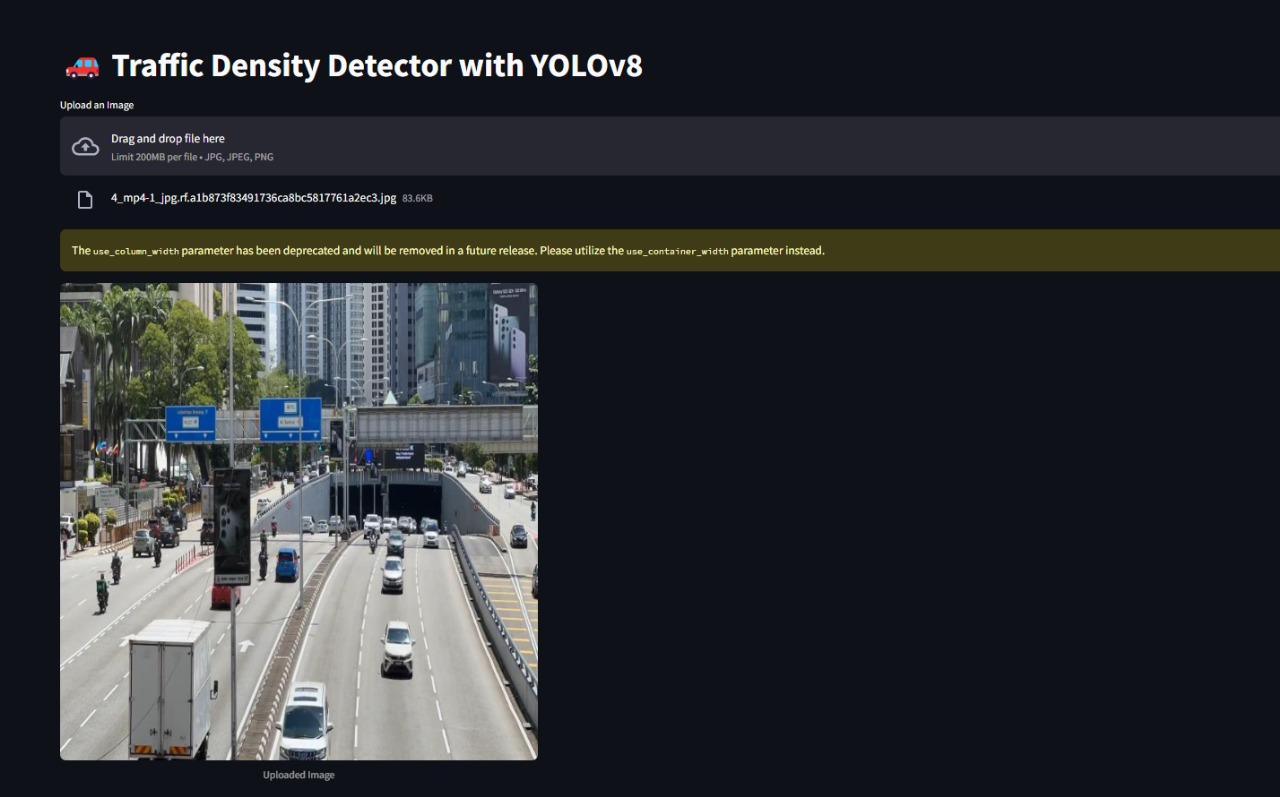 Traffic Density Detector with YOLOv8
Upload an Image
Drag and drop file here
Limit 200MB per file • JPG, JPEG, PNG
4_mp4-1_jpg.rf.a1b873f83491736ca8bc5817761a2ec3.jpg 83.6KB
The use_column_width parameter has been deprecated and will be removed in a future release. Please utilize the use_container_width parameter instead.
Uploaded Image